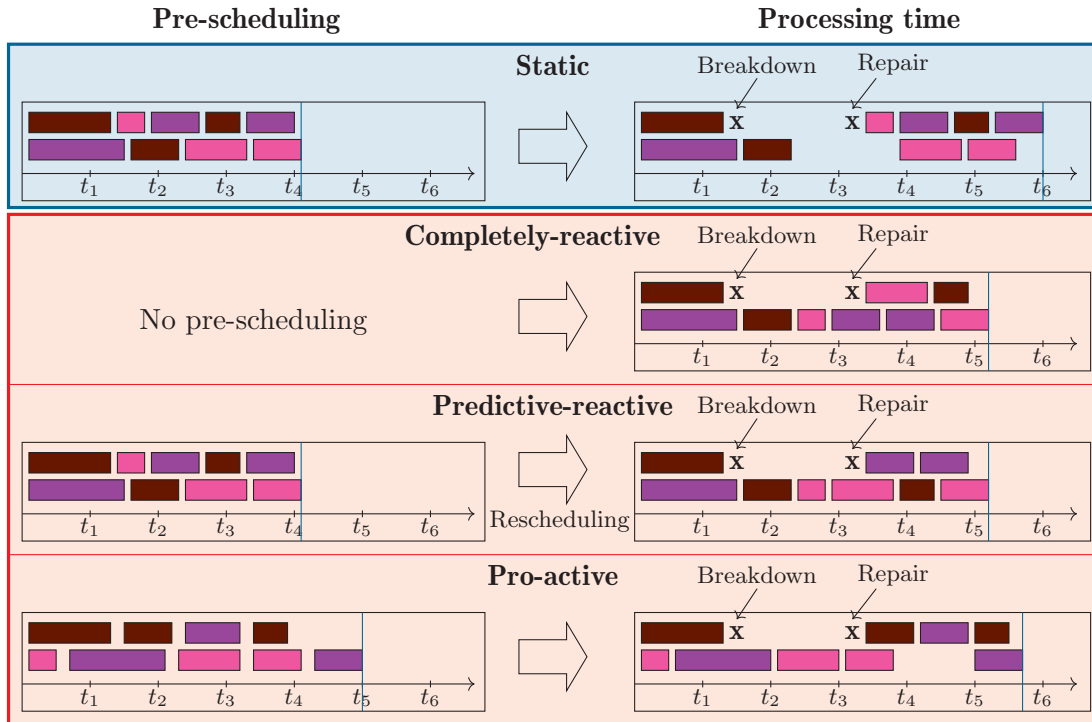 Pre-scheduling Processing time
Static
Breakdown Repair
x x
t1 t2 t3 t4 t5 t6 t1 t2 t3 t4 t5 t6
Completely-reactive
Breakdown Repair
x x
No pre-scheduling
t1 t2 t3 t4 t5 t6
Predictive-reactive
Breakdown Repair
x x
Rescheduling
t1 t2 t3 t4 t5 t6 t1 t2 t3 t4 t5 t6
Pro-active
Breakdown Repair
x x
t1 t2 t3 t4 t5 t6 t1 t2 t3 t4 t5 t6